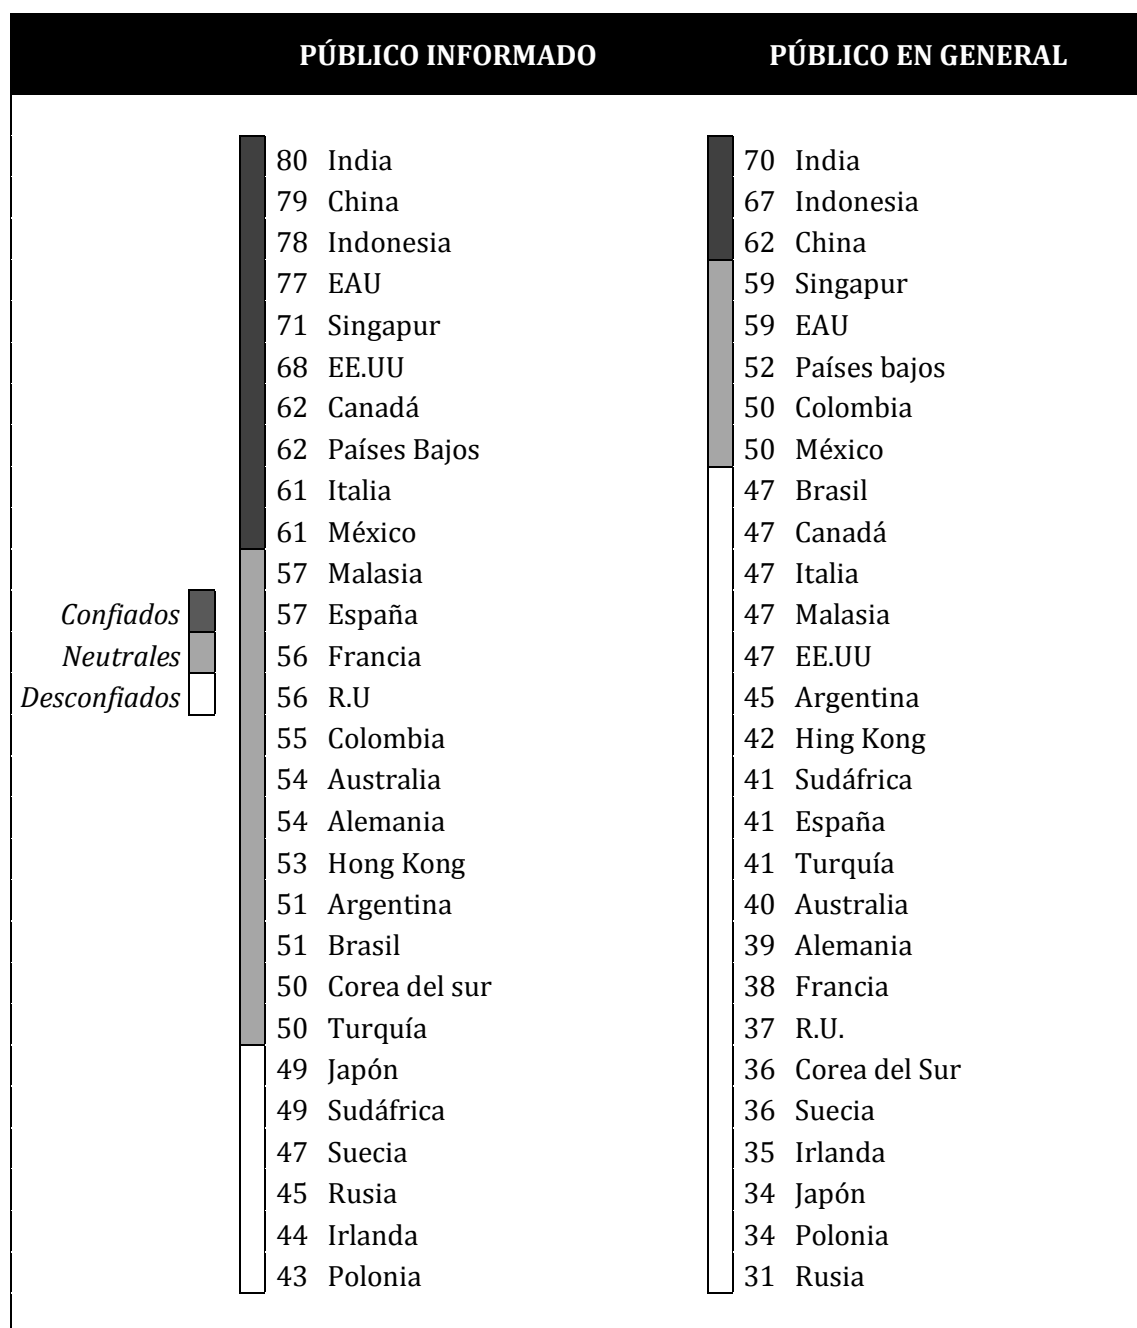 PÚBLICO INFORMADO PÚBLICO EN GENERAL
80 India 70 India
79 China 67 Indonesia
78 Indonesia 62 China
77 EAU 59 Singapur
71 Singapur 59 EAU
68 EE.UU 52 Países bajos
62 Canadá 50 Colombia
62 Países Bajos 50 México
61 Italia 47 Brasil
61 México 47 Canadá
57 Malasia 47 Italia
Confiados 57 España 47 Malasia
Neutrales 56 Francia 47 EE.UU
Desconfiados 56 R.U 45 Argentina
55 Colombia 42 Hing Kong
54 Australia 41 Sudáfrica
54 Alemania 41 España
53 Hong Kong 41 Turquía
51 Argentina 40 Australia
51 Brasil 39 Alemania
50 Corea del sur 38 Francia
50 Turquía 37 R.U.
49 Japón 36 Corea del Sur
49 Sudáfrica 36 Suecia
47 Suecia 35 Irlanda
45 Rusia 34 Japón
44 Irlanda 34 Polonia
43 Polonia 31 Rusia